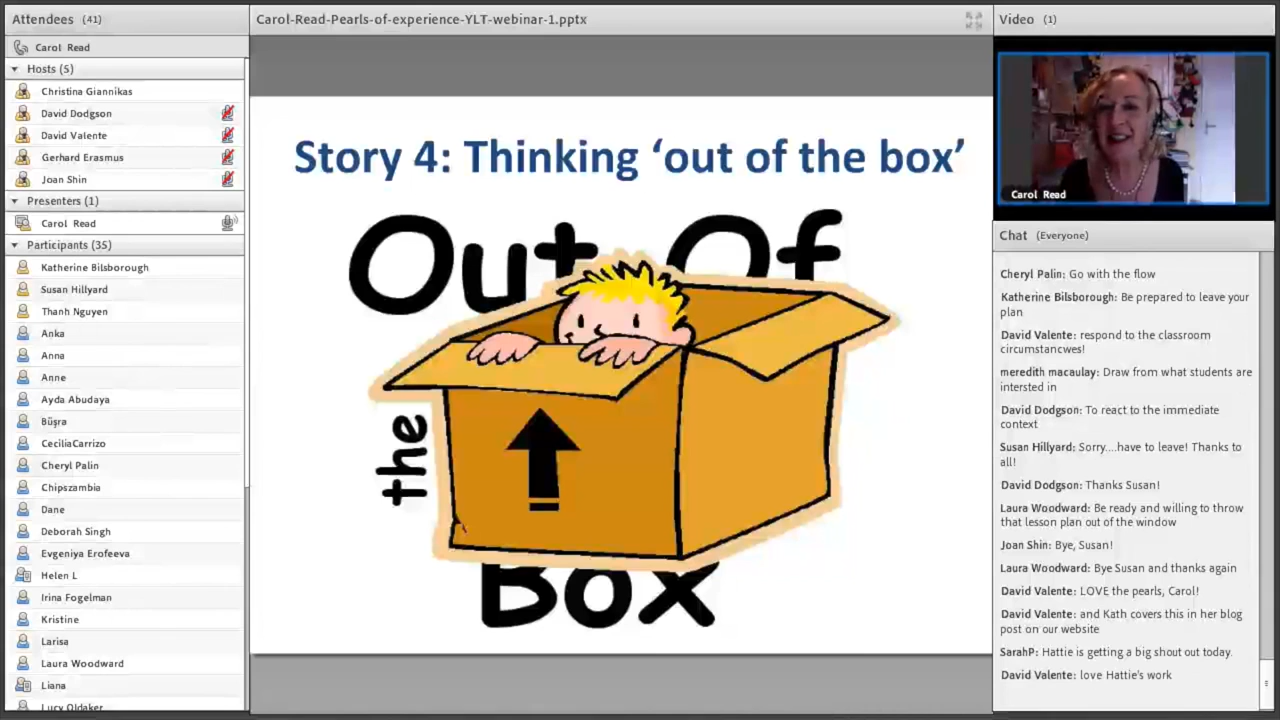 Attendees (41)
Carol Read
Hosts (5)
Christina Giannikas
David Dodgson
David Valente
Gerhard Erasmus
Joan Shin
Presenters (1)
Carol Read
Participants (35)
Katherine Bilsborough
Susan Hillyard
Thanh Nguyen
Anka
Anna
Anne
Ayda Abudaya
Büşra
CeciliaCarrizo
Cheryl Palin
Chipszambia
Dane
Deborah Singh
Evgeniya Erofeeva
Helen L
Irina Fogelman
Kristine
Larisa
Laura Woodward
Liana
Lucy Oldaker
Carol-Read-Pearls-of-experience-YLT-webinar-1.pptx
Story 4: Thinking ‘out of the box’
Out Of
the
Box
Video (1)
Carol Read
Chat (Everyone)
Cheryl Palin: Go with the flow
Katherine Bilsborough: Be prepared to leave your
plan
David Valente: respond to the classroom
circumstancwes!
meredith macaulay: Draw from what students are
intersted in
David Dodgson: To react to the immediate
context
Susan Hillyard: Sorry....have to leave! Thanks to
all!
David Dodgson: Thanks Susan!
Laura Woodward: Be ready and willing to throw
that lesson plan out of the window
Joan Shin: Bye, Susan!
Laura Woodward: Bye Susan and thanks again
David Valente: LOVE the pearls, Carol!
David Valente: and Kath covers this in her blog
post on our website
SarahP: Hattie is getting a big shout out today.
David Valente: love Hattie's work